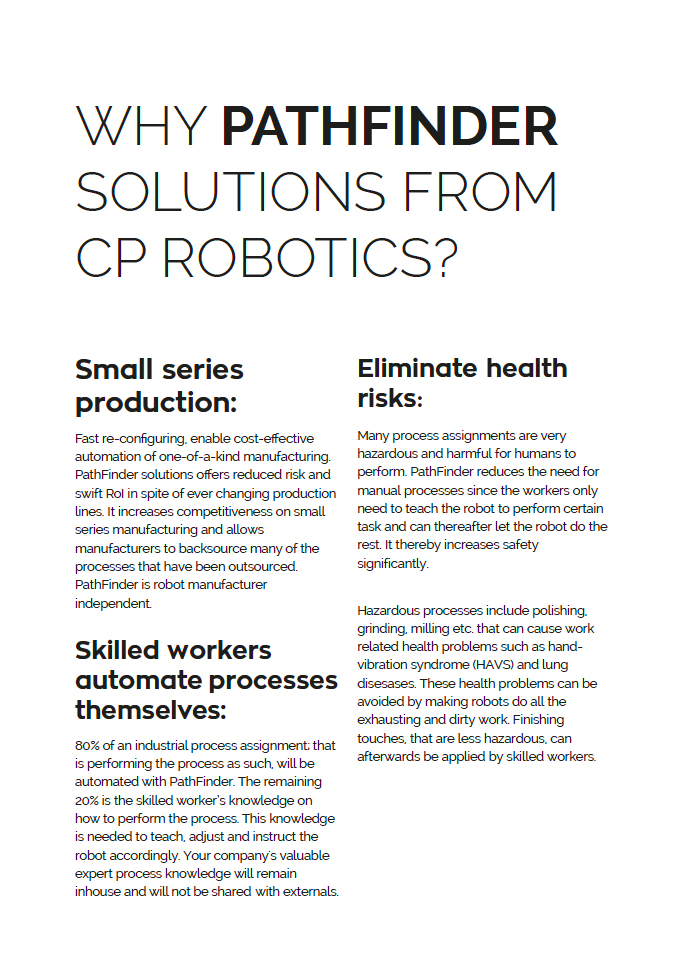 WHY PATHFINDER
SOLUTIONS FROM
CP ROBOTICS?
Small series
production:
Fast re-configuring, enable cost-effective
automation of one-of-a-kind manufacturing.
PathFinder solutions offers reduced risk and
swift RoI in spite of ever changing production
lines. It increases competitiveness on small
series manufacturing and allows
manufacturers to backsource many of the
processes that have been outsourced.
PathFinder is robot manufacturer
independent.
Skilled workers
automate processes
themselves:
80% of an industrial process assignment; that
is performing the process as such, will be
automated with PathFinder. The remaining
20% is the skilled worker's knowledge on
how to perform the process. This knowledge
is needed to teach, adjust and instruct the
robot accordingly. Your company's valuable
expert process knowledge will remain
inhouse and will not be shared with externals.
Eliminate health
risks:
Many process assignments are very
hazardous and harmful for humans to
perform. PathFinder reduces the need for
manual processes since the workers only
need to teach the robot to perform certain
task and can thereafter let the robot do the
rest. It thereby increases safety
significantly.
Hazardous processes include polishing,
grinding, milling etc. that can cause work
related health problems such as hand-
vibration syndrome (HAVS) and lung
disesases. These health problems can be
avoided by making robots do all the
exhausting and dirty work. Finishing
touches, that are less hazardous, can
afterwards be applied by skilled workers.